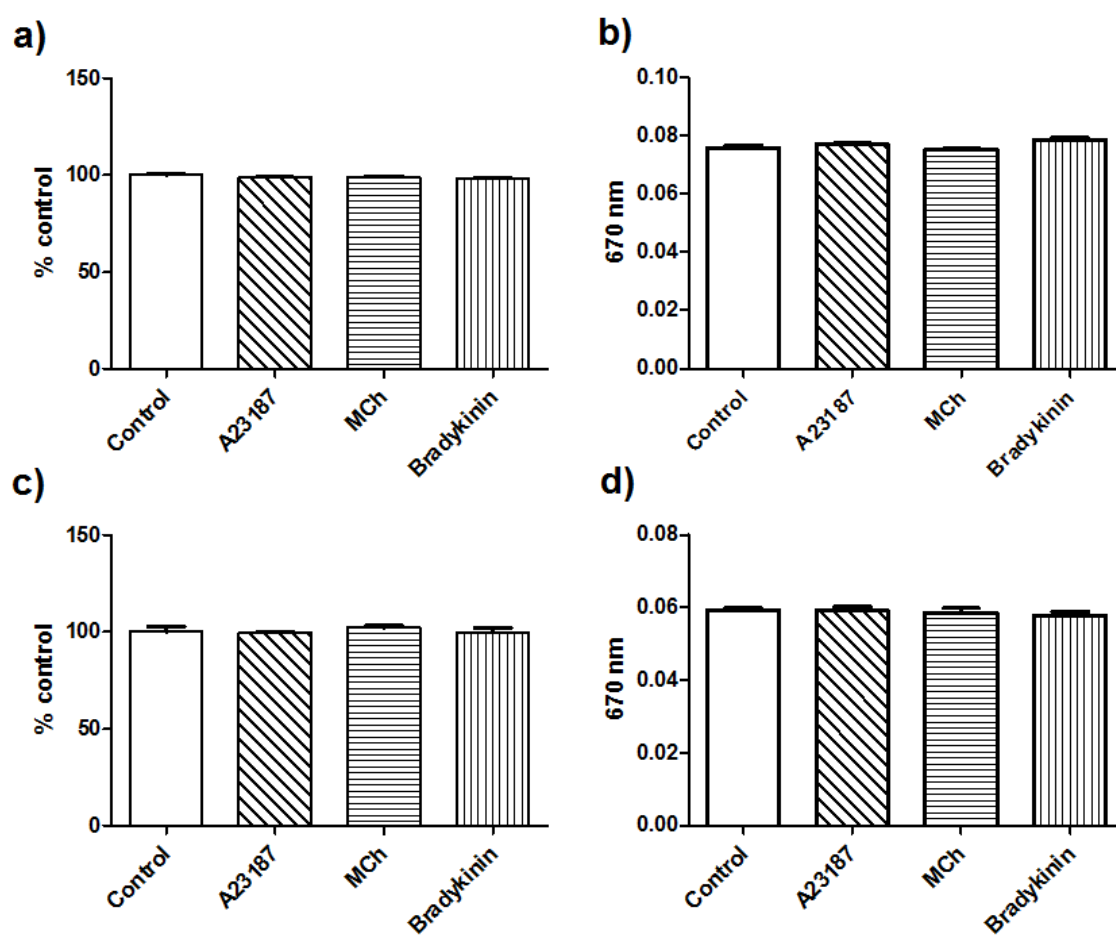 a)
% control
150
100
50
0
Control
A23187
MCh
Bradykinin
b)
670 nm
0.10
0.08
0.06
0.04
0.02
0.00
Control
A23187
MCh
Bradykinin
c)
% control
150
100
50
0
Control
A23187
MCh
Bradykinin
d)
670 nm
0.08
0.06
0.04
0.02
0.00
Control
A23187
MCh
Bradykinin